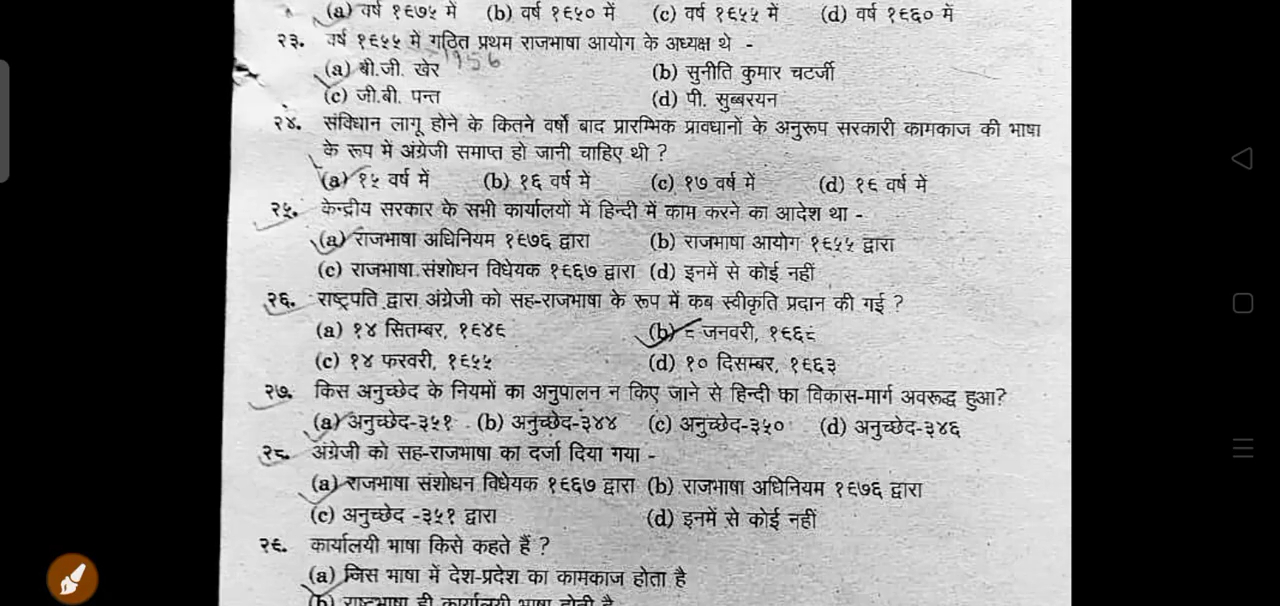 (a) वर्ष १९७५ में (b) वर्ष १९५० में (c) वर्ष १९५५ में (d) वर्ष १९६० में
२३. वर्ष १९५५ में गठित प्रथम राजभाषा आयोग के अध्यक्ष थे -
1956
(a) बी.जी. खेर (b) सुनीति कुमार चटर्जी
(c) जी.बी. पन्त (d) पी. सुब्बरयन
२४. संविधान लागू होने के कितने वर्षों बाद प्रारम्भिक प्रावधानों के अनुरूप सरकारी कामकाज की भाषा
के रूप में अंग्रेजी समाप्त हो जानी चाहिए थी ?
(a) १५ वर्ष में (b) १६ वर्ष में (c) १७ वर्ष में (d) १९ वर्ष में
२५. केन्द्रीय सरकार के सभी कार्यालयों में हिन्दी में काम करने का आदेश था -
(a) राजभाषा अधिनियम १९७६ द्वारा (b) राजभाषा आयोग १९५५ द्वारा
(c) राजभाषा संशोधन विधेयक १९६७ द्वारा (d) इनमें से कोई नहीं
२६. राष्ट्रपति द्वारा अंग्रेजी को सह-राजभाषा के रूप में कब स्वीकृति प्रदान की गई ?
(a) १४ सितम्बर, १९४९ (b) ८ जनवरी, १९६८
(c) १४ फरवरी, १९५५ (d) १० दिसम्बर, १९६३
२७. किस अनुच्छेद के नियमों का अनुपालन न किए जाने से हिन्दी का विकास-मार्ग अवरूद्ध हुआ?
(a) अनुच्छेद-३५१ (b) अनुच्छेद-३४४ (c) अनुच्छेद-३५० (d) अनुच्छेद-३४६
२८. अंग्रेजी को सह-राजभाषा का दर्जा दिया गया -
(a) राजभाषा संशोधन विधेयक १९६७ द्वारा (b) राजभाषा अधिनियम १९७६ द्वारा
(c) अनुच्छेद -३५१ द्वारा (d) इनमें से कोई नहीं
२९. कार्यालयी भाषा किसे कहते हैं ?
(a) जिस भाषा में देश-प्रदेश का कामकाज होता है
(b) राष्ट्रभाषा ही कार्यालयी भाषा होती है